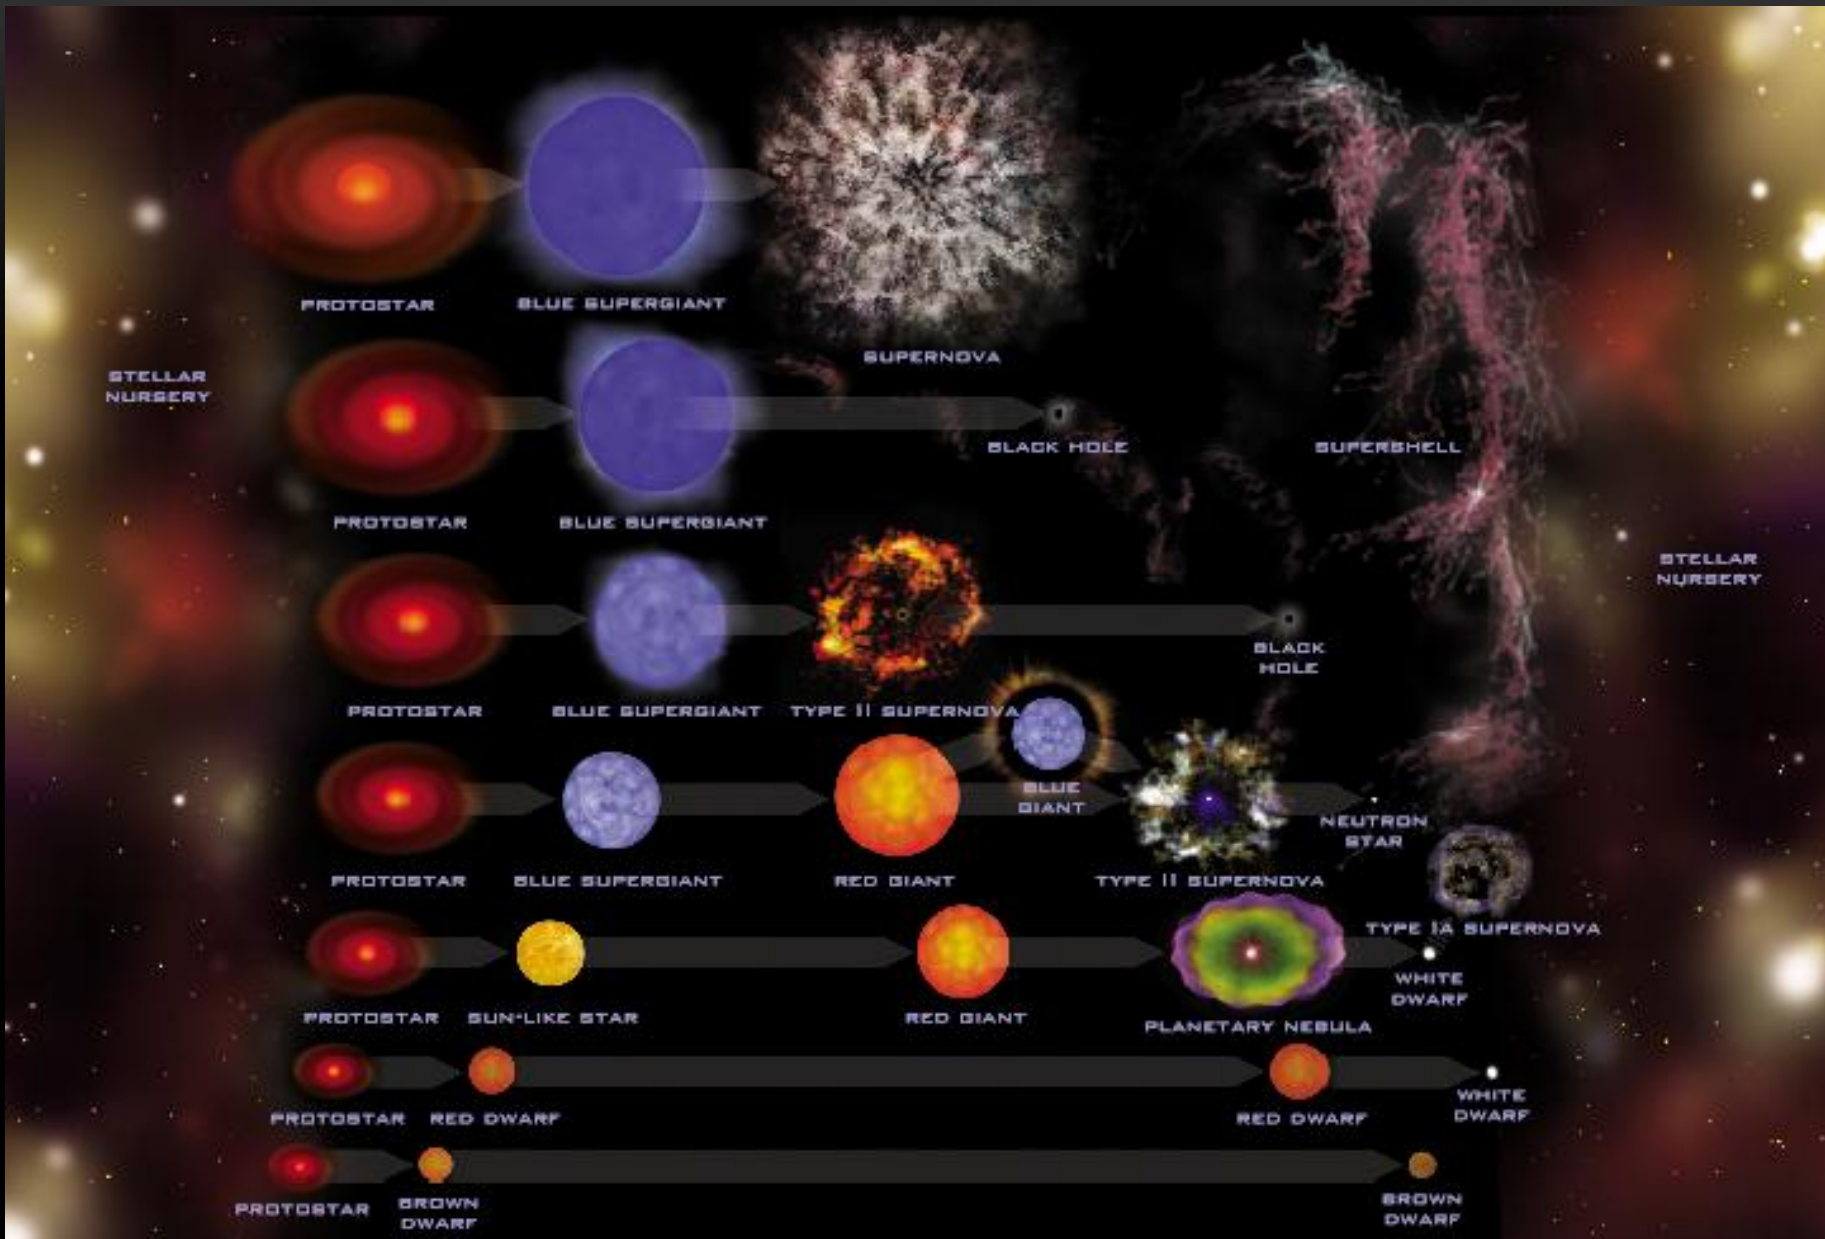 PROTOSTAR
BLUE SUPERGIANT
SUPERNOVA
STELLAR
NURSERY
PROTOSTAR
BLUE SUPERGIANT
BLACK HOLE
SUPERSHELL
STELLAR
NURSERY
PROTOSTAR
BLUE SUPERGIANT
TYPE II SUPERNOVA
BLACK
HOLE
PROTOSTAR
BLUE SUPERGIANT
RED GIANT
BLUE
GIANT
TYPE II SUPERNOVA
NEUTRON
STAR
TYPE IA SUPERNOVA
PROTOSTAR
SUN-LIKE STAR
RED GIANT
PLANETARY NEBULA
WHITE
DWARF
PROTOSTAR
RED DWARF
RED DWARF
WHITE
DWARF
PROTOSTAR
BROWN
DWARF
BROWN
DWARF